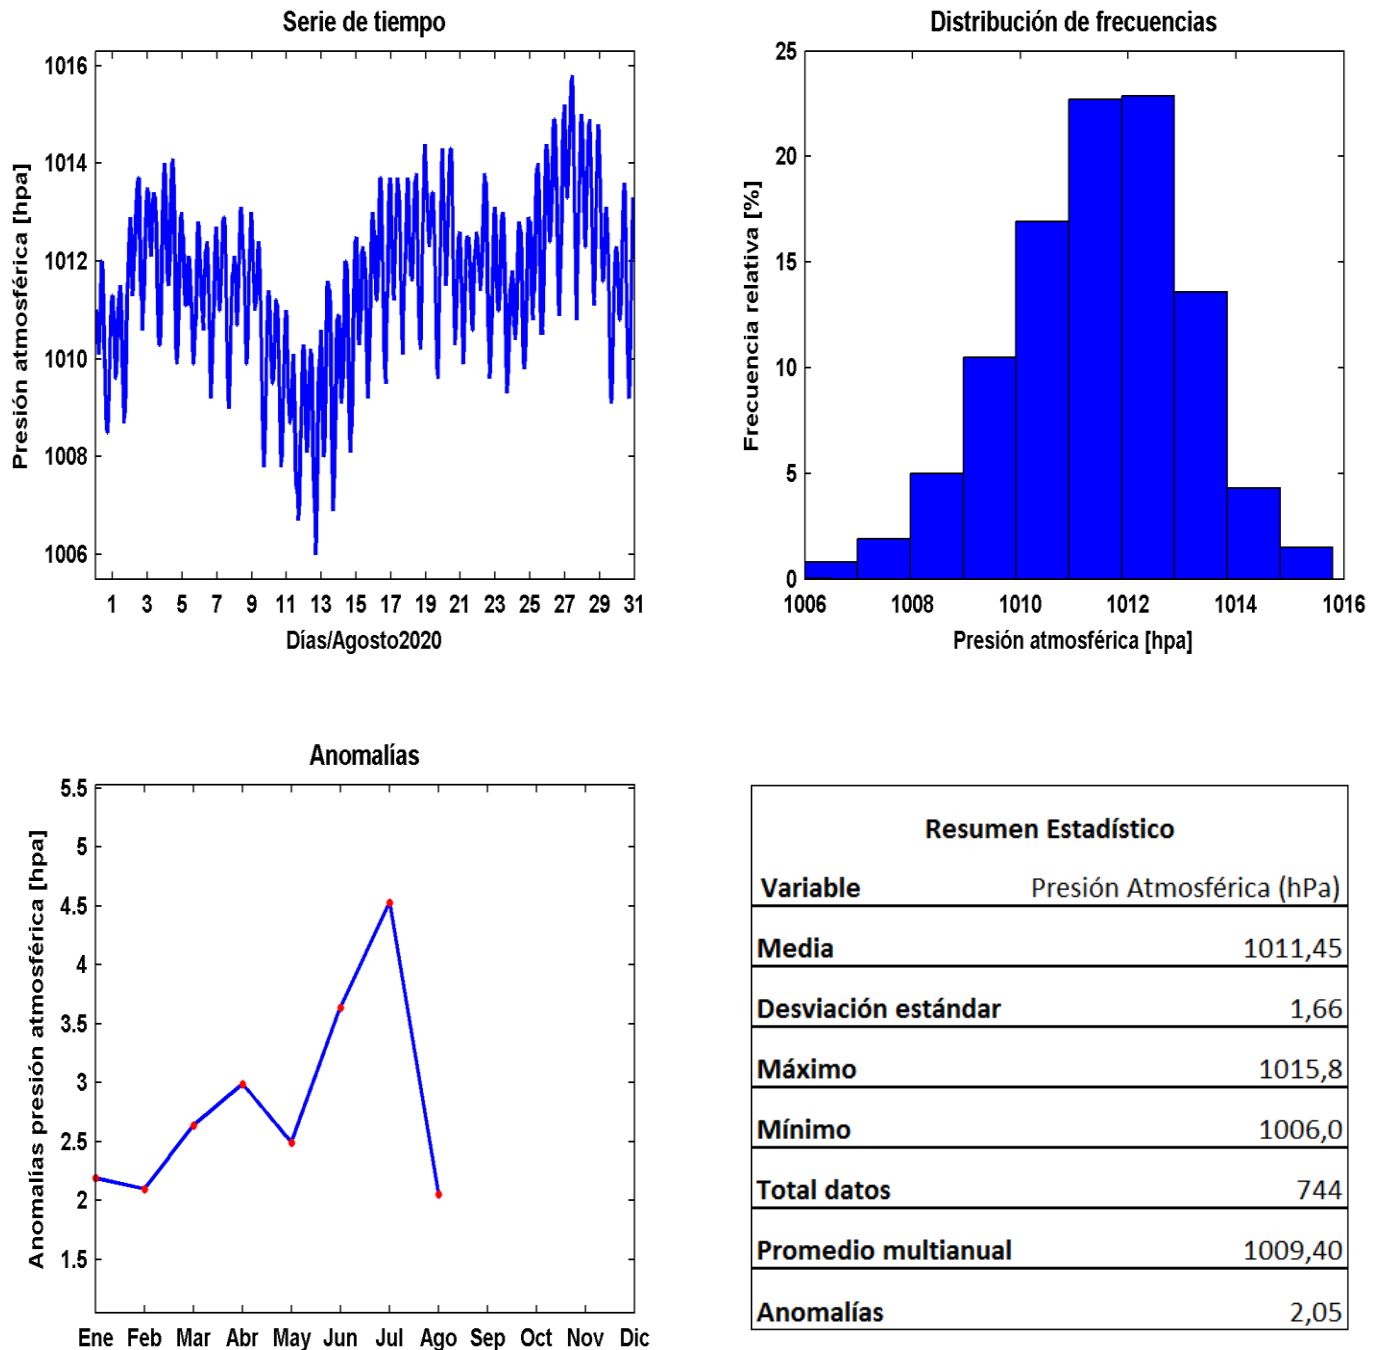 Serie de tiempo
Presión atmosférica [hpa]
1016
1014
1012
1010
1008
1006
1 3 5 7 9 11 13 15 17 19 21 23 25 27 29 31
Días/Agosto2020
Distribución de frecuencias
Frecuencia relativa [%]
25
20
15
10
5
0
1006 1008 1010 1012 1014 1016
Presión atmosférica [hpa]
Anomalías
Anomalías presión atmosférica [hpa]
5.5
5
4.5
4
3.5
3
2.5
2
1.5
Ene Feb Mar Abr May Jun Jul Ago Sep Oct Nov Dic
Resumen Estadístico
Variable Presión Atmosférica (hPa)
Media 1011,45
Desviación estándar 1,66
Máximo 1015,8
Mínimo 1006,0
Total datos 744
Promedio multianual 1009,40
Anomalías 2,05